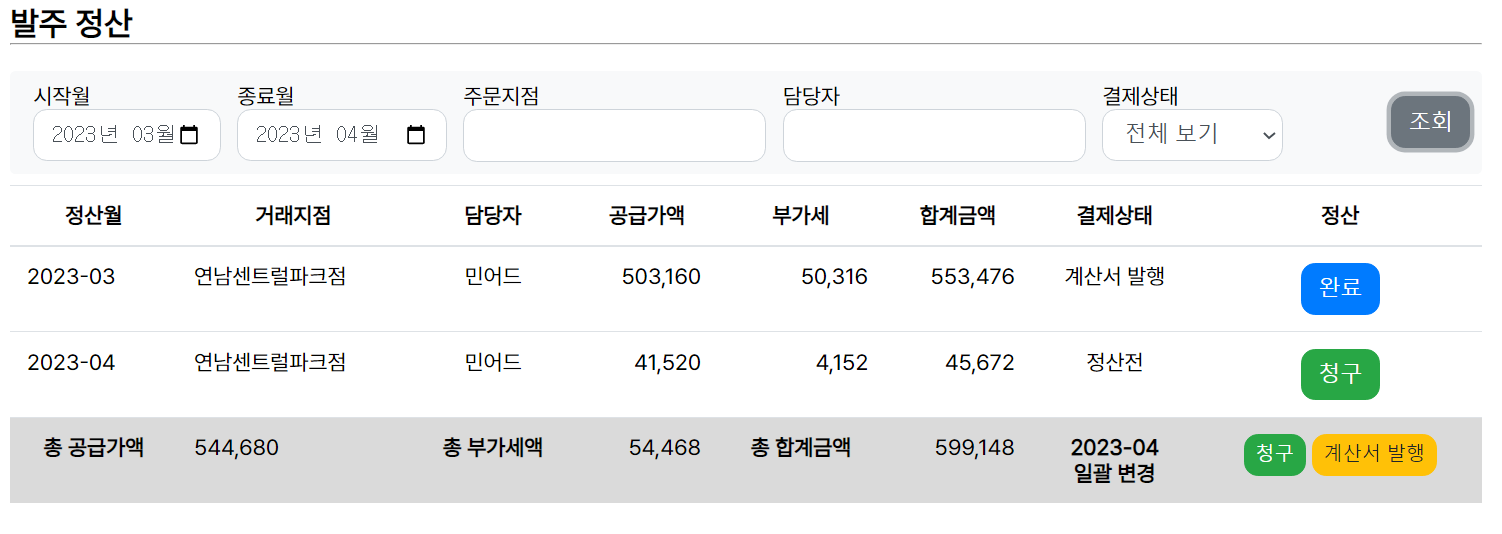 발주 정산
시작월 종료월 주문지점 담당자 결제상태
2023년 03월 2023년 04월 전체 보기 조회
정산월 거래지점 담당자 공급가액 부가세 합계금액 결제상태 정산
2023-03 연남센트럴파크점 민어드 503,160 50,316 553,476 계산서 발행 완료
2023-04 연남센트럴파크점 민어드 41,520 4,152 45,672 정산전 청구
총 공급가액 544,680 총 부가세액 54,468 총 합계금액 599,148 2023-04 청구 계산서 발행
일괄 변경